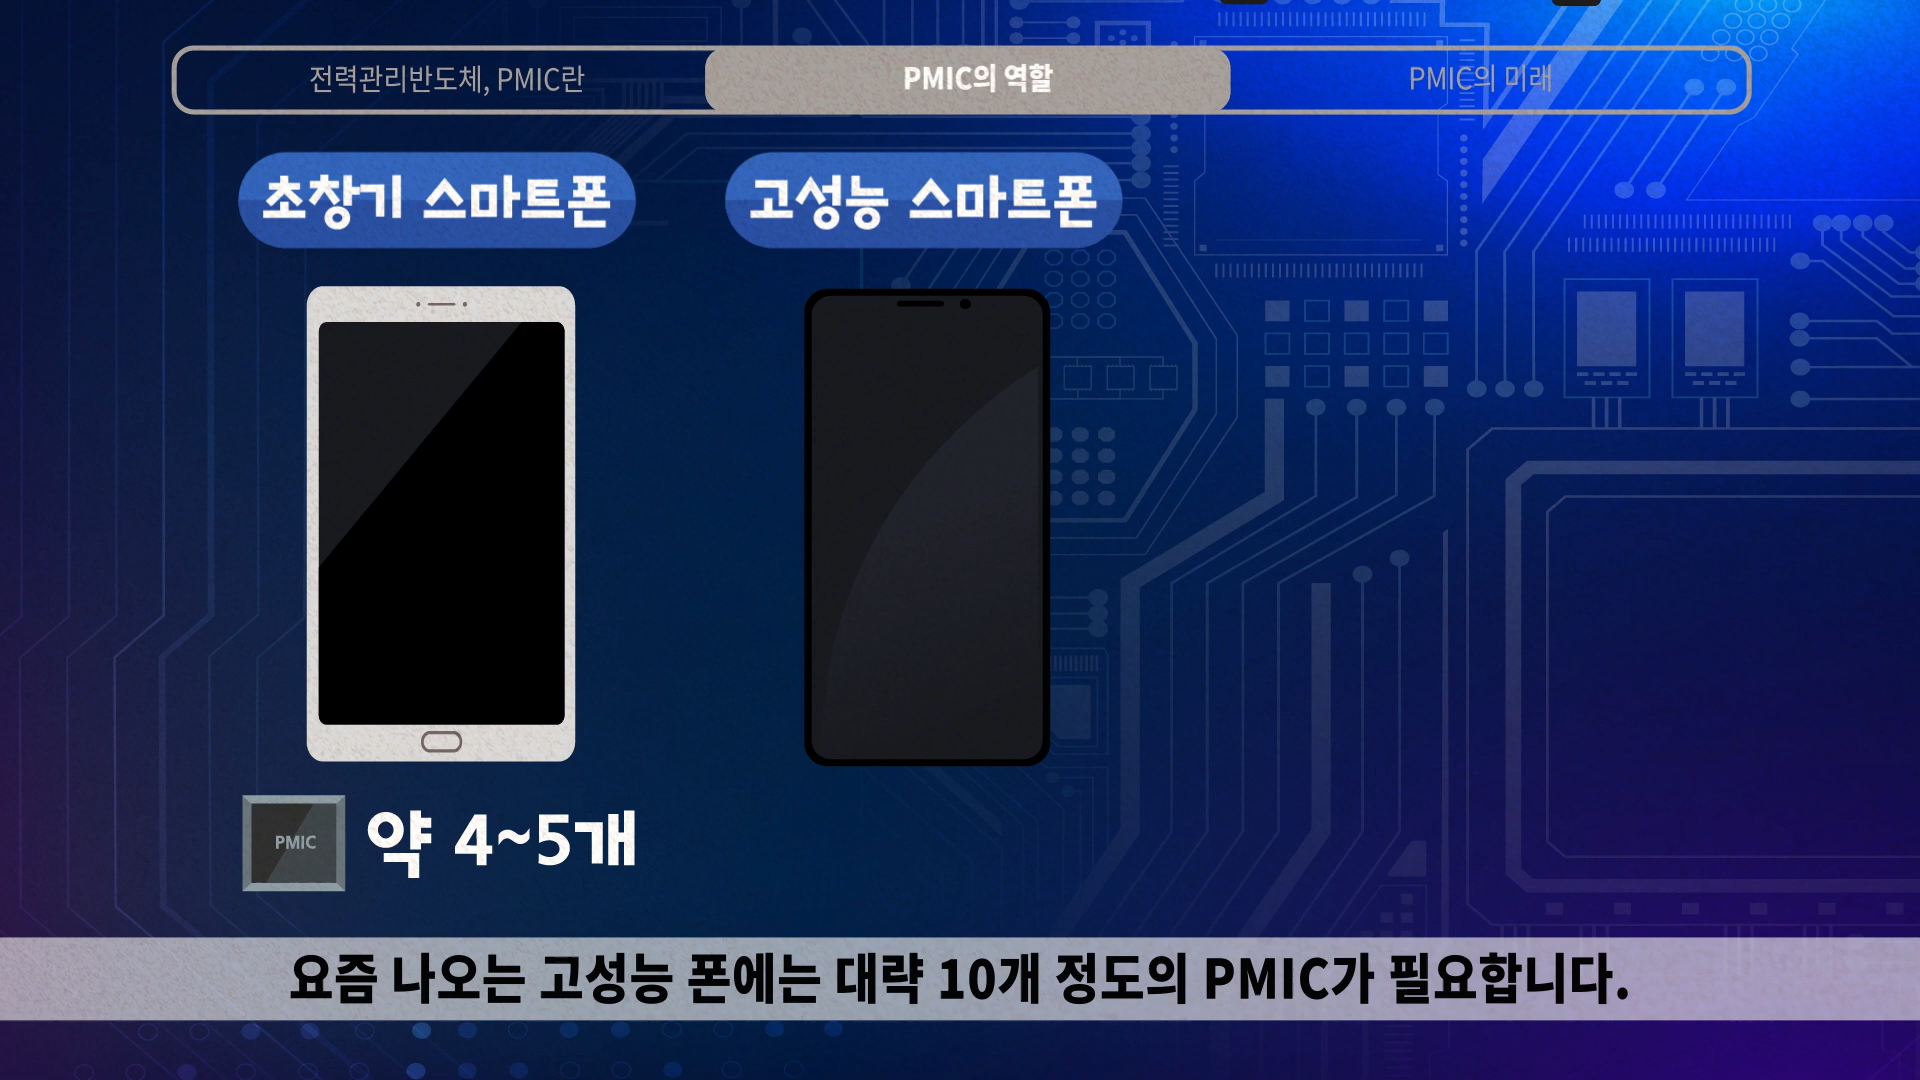 전력관리반도체, PMIC란
PMIC의 역할
PMIC의 미래
초창기 스마트폰
고성능 스마트폰
PMIC
약 4~5개
요즘 나오는 고성능 폰에는 대략 10개 정도의 PMIC가 필요합니다.